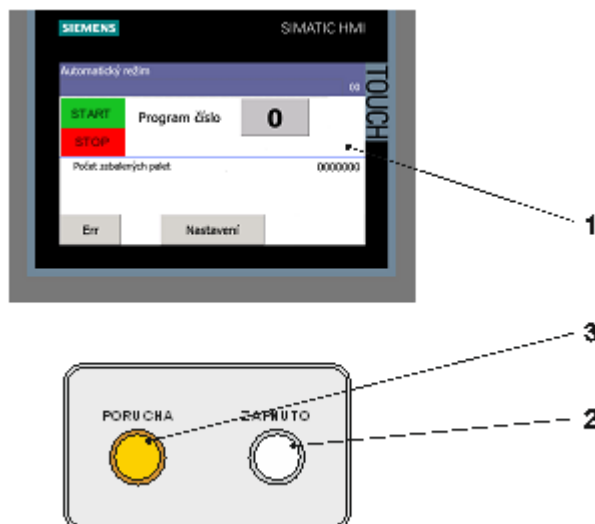 SIEMENS
SIMATIC HMI
TOUCH
Automatický režim
00
START
Program číslo
0
STOP
Počet zabalených palet
0000000
Err
Nastavení
1
3
PORUCHA
ZAPNUTO
2